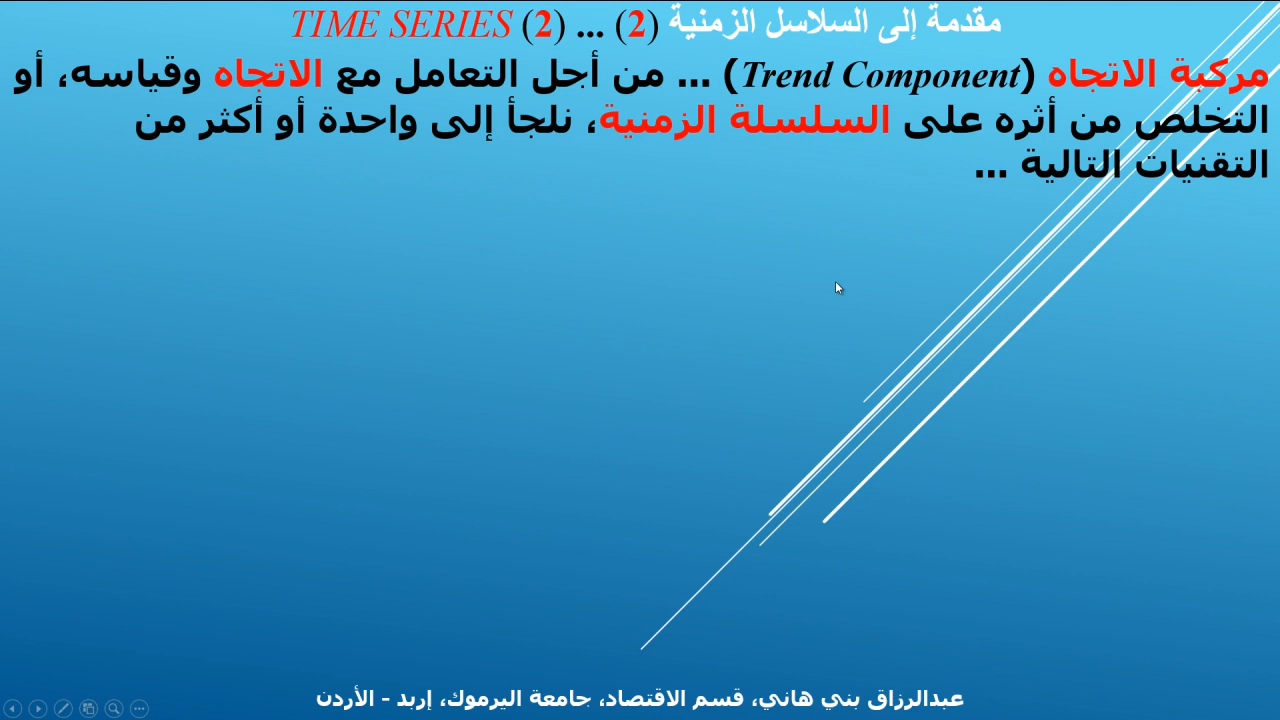 مقدمة إلى السلاسل الزمنية (2) ... TIME SERIES (2)
مركبة الاتجاه (Trend Component) ... من أجل التعامل مع الاتجاه وقياسه، أو
التخلص من أثره على السلسلة الزمنية، نلجأ إلى واحدة أو أكثر من
التقنيات التالية ...
عبدالرزاق بني هاني، قسم الاقتصاد، جامعة اليرموك، إربد - الأردن